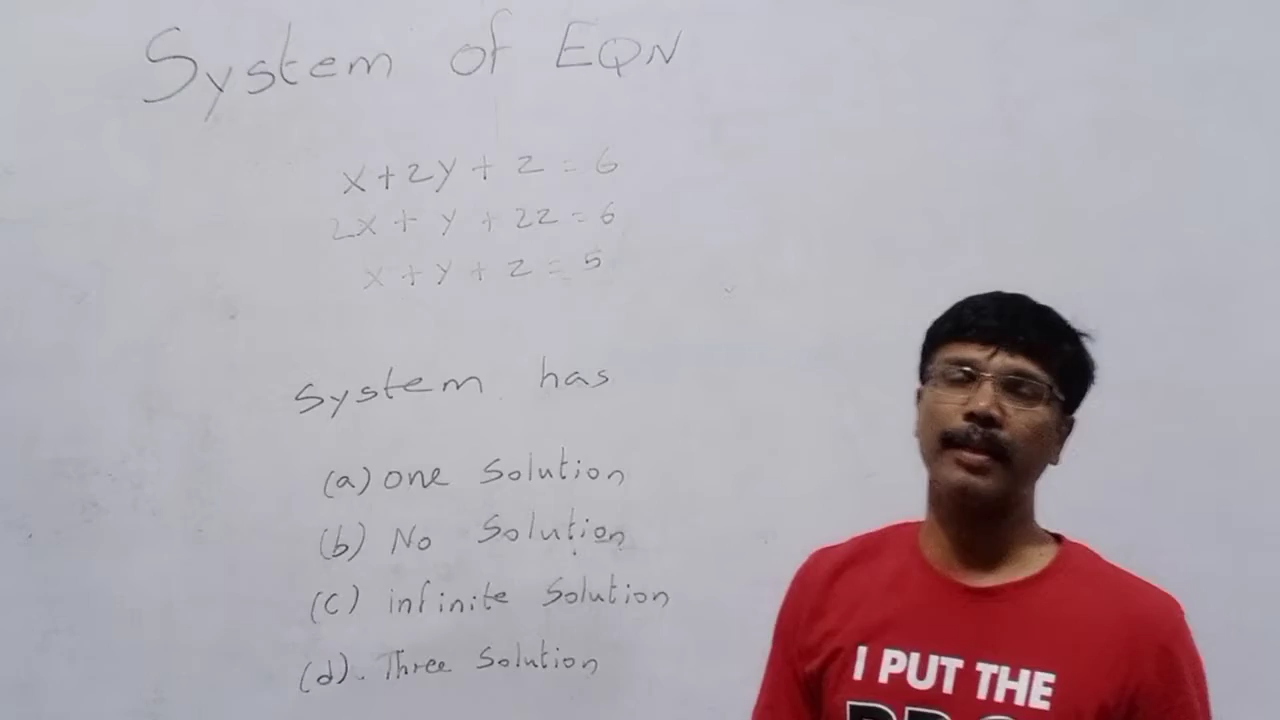 System of EQN
x + 2y + z = 6
2x + y + 2z = 6
x + y + z = 5
System has
(a) one Solution
(b) No Solution
(c) infinite Solution
(d). Three Solution
I PUT THE